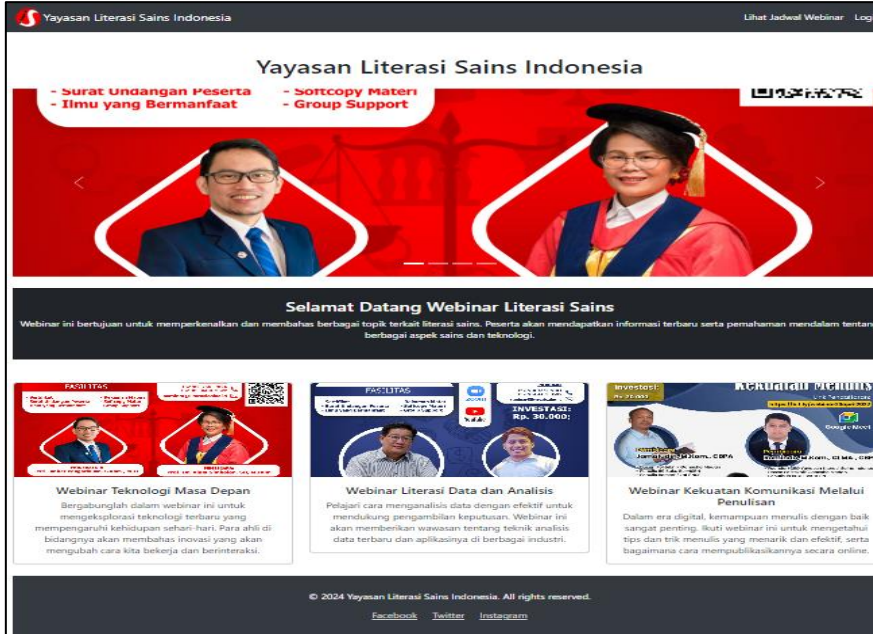 Yayasan Literasi Sains Indonesia
Lihat Jadwal Webinar
Yayasan Literasi Sains Indonesia
- Surat Undangan Peserta
- Softcopy Materi
- Ilmu yang Bermanfaat
- Group Support
Selamat Datang Webinar Literasi Sains
Webinar ini bertujuan untuk memperkenalkan dan membahas berbagai topik terkait literasi sains. Peserta akan mendapatkan informasi terbaru serta pemahaman mendalam
berbagai aspek sains dan teknologi.
FASILITAS
FASILITAS
YouTube
INVESTASI:
Rp. 30.000;
Investasi:
Google Meet
Webinar Teknologi Masa Depan
Bergabunglah dalam webinar ini untuk
mengeksplorasi teknologi terbaru yang
mempengaruhi kehidupan sehari-hari. Para ahli di
bidangnya akan membahas inovasi yang akan
mengubah cara kita bekerja dan berinteraksi.
Webinar Literasi Data dan Analisis
Pelajari cara menganalisis data dengan efektif untuk
mendukung pengambilan keputusan. Webinar ini
akan memberikan wawasan tentang teknik analisis
data terbaru dan aplikasinya di berbagai industri.
Webinar Kekuatan Komunikasi Melalui
Penulisan
Dalam era digital, kemampuan menulis dengan baik
sangat penting. Ikuti webinar ini untuk mengetahui
tips dan trik menulis yang menarik dan efektif, serta
bagaimana cara mempublikasikannya secara online.
© 2024 Yayasan Literasi Sains Indonesia. All rights reserved.
Facebook Twitter Instagram